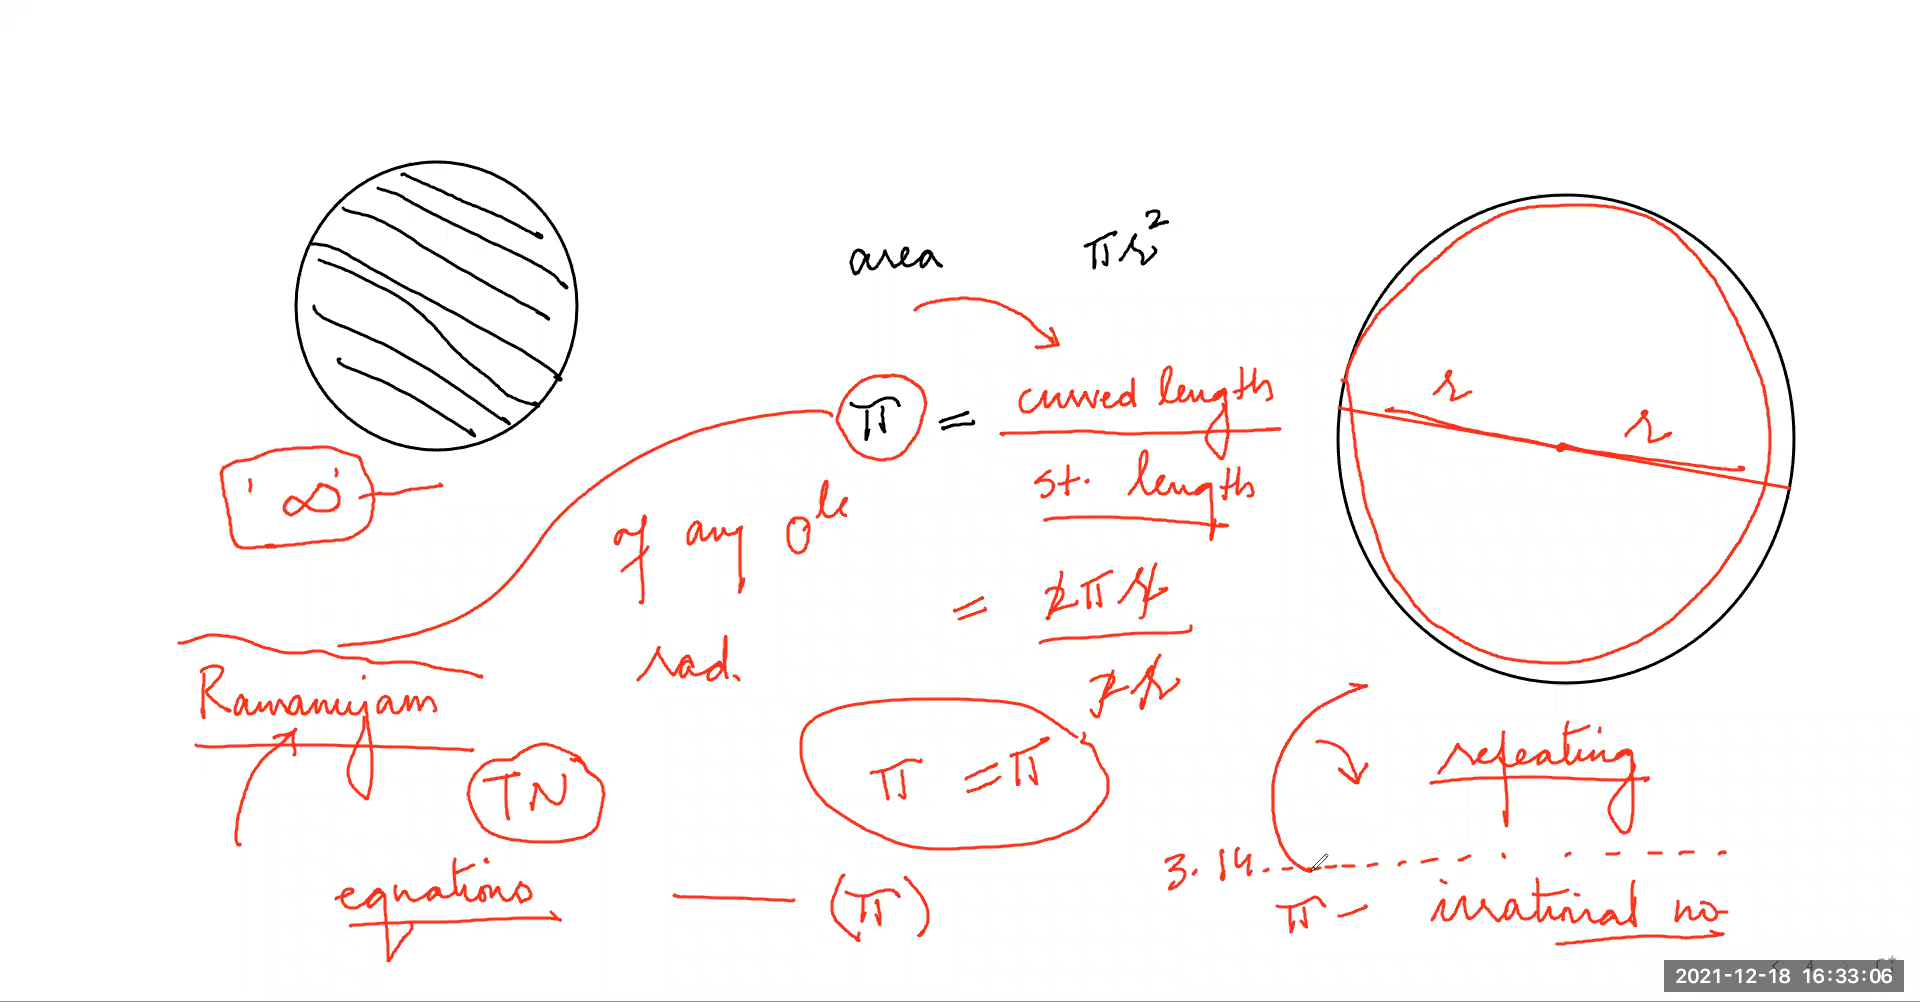 area πr²
π = curved length
st. length
of any 0le
rad.
= 2πr
2r
π = π
r
r
' ∞ '
Ramanujam
TN
equations — (π)
repeating
3.14.
π - irrational no
2021-12-18 16:33:06